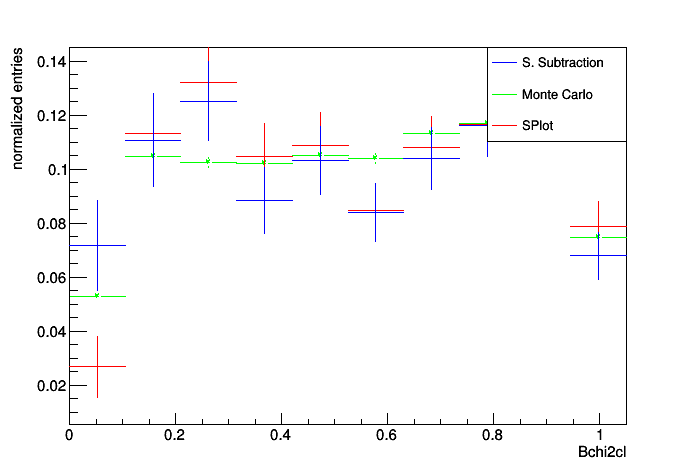 normalized entries
0.14
0.12
0.1
0.08
0.06
0.04
0.02
S. Subtraction
Monte Carlo
SPlot
0 0.2 0.4 0.6 0.8 1
Bchi2cl